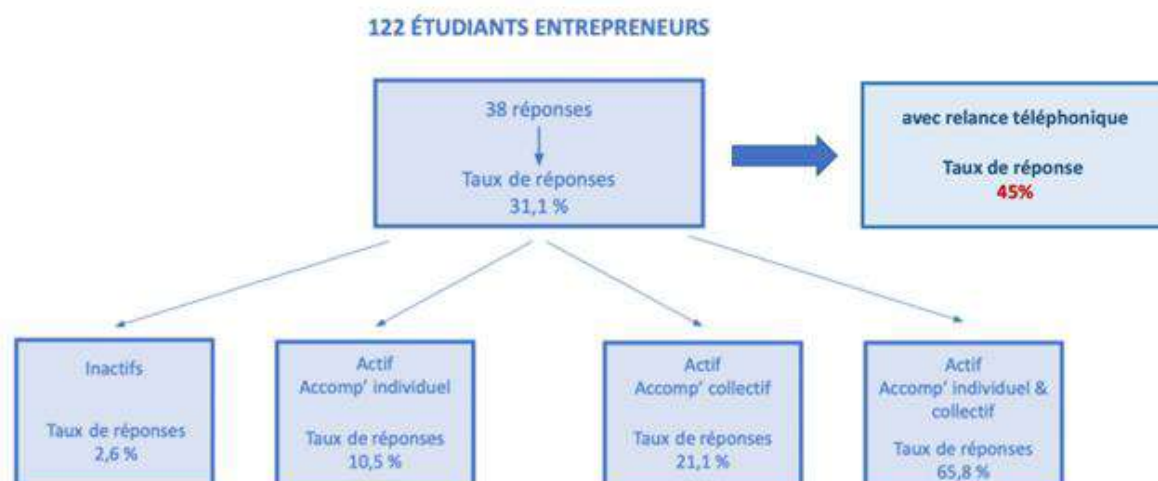 122 ÉTUDIANTS ENTREPRENEURS
38 réponses
Taux de réponses
31,1 %
avec relance téléphonique
Taux de réponse
45%
Inactifs
Taux de réponses
2,6 %
Actif
Accomp' individuel
Taux de réponses
10,5 %
Actif
Accomp' collectif
Taux de réponses
21,1 %
Actif
Accomp' individuel &
collectif
Taux de réponses
65,8 %